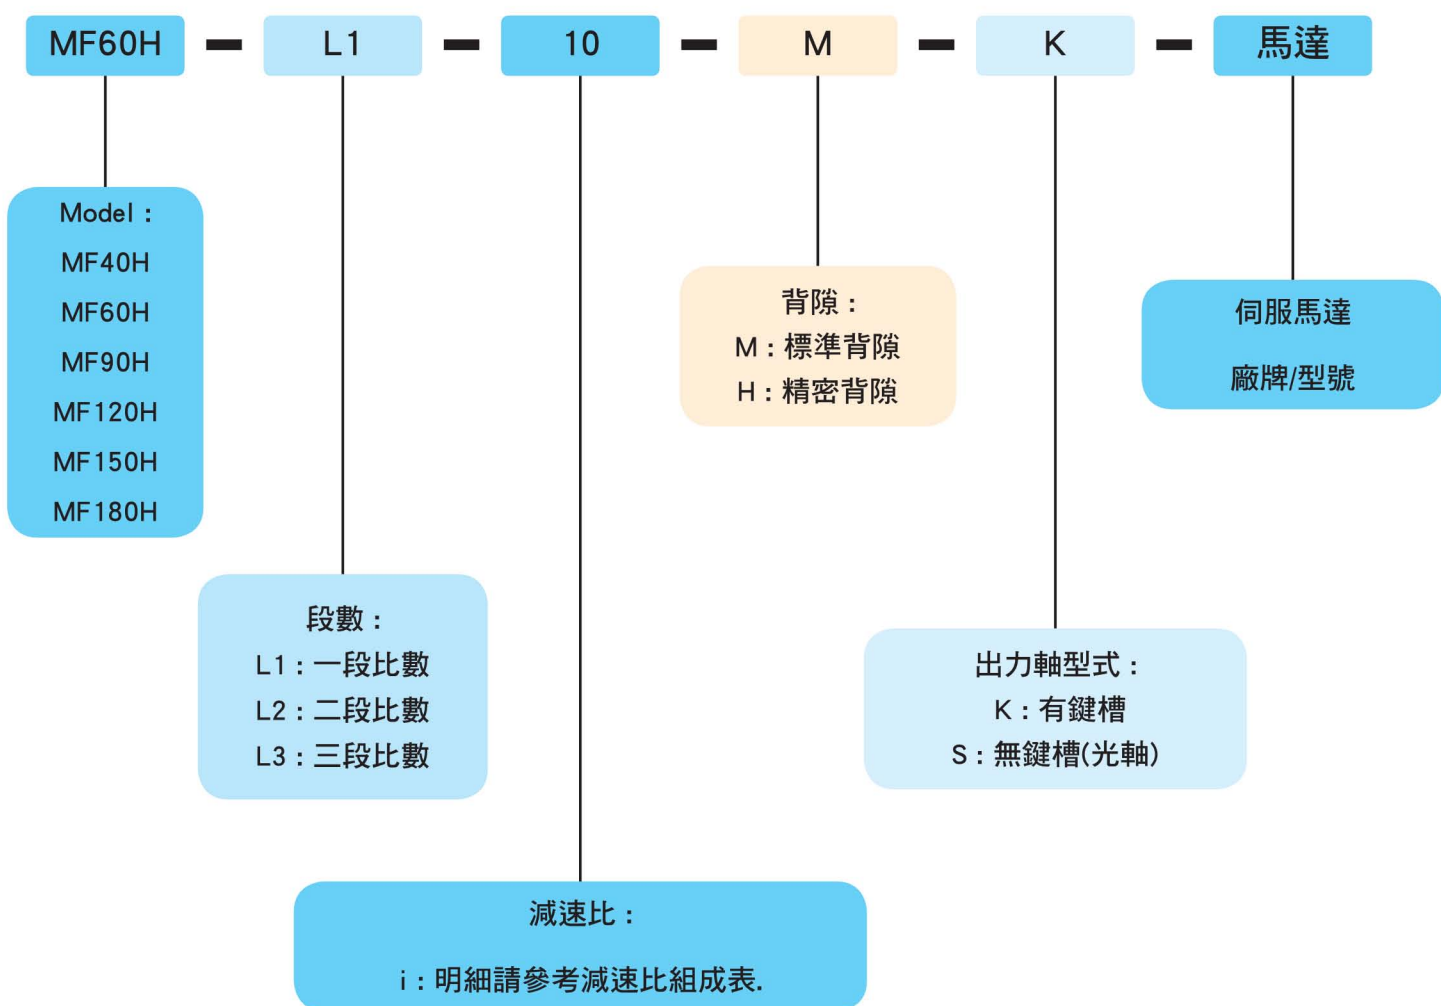 MF60H - L1 - 10 - M - K - 馬達
Model :
MF40H
MF60H
MF90H
MF120H
MF150H
MF180H
段數 :
L1 : 一段比數
L2 : 二段比數
L3 : 三段比數
減速比 :
i : 明細請參考減速比組成表.
背隙 :
M : 標準背隙
H : 精密背隙
出力軸型式 :
K : 有鍵槽
S : 無鍵槽(光軸)
伺服馬達
廠牌/型號